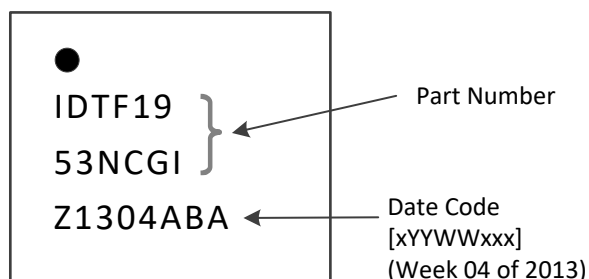 IDTF19
53NCGI
Z1304ABA
Part Number
Date Code
[xYYWWxxx]
(Week 04 of 2013)